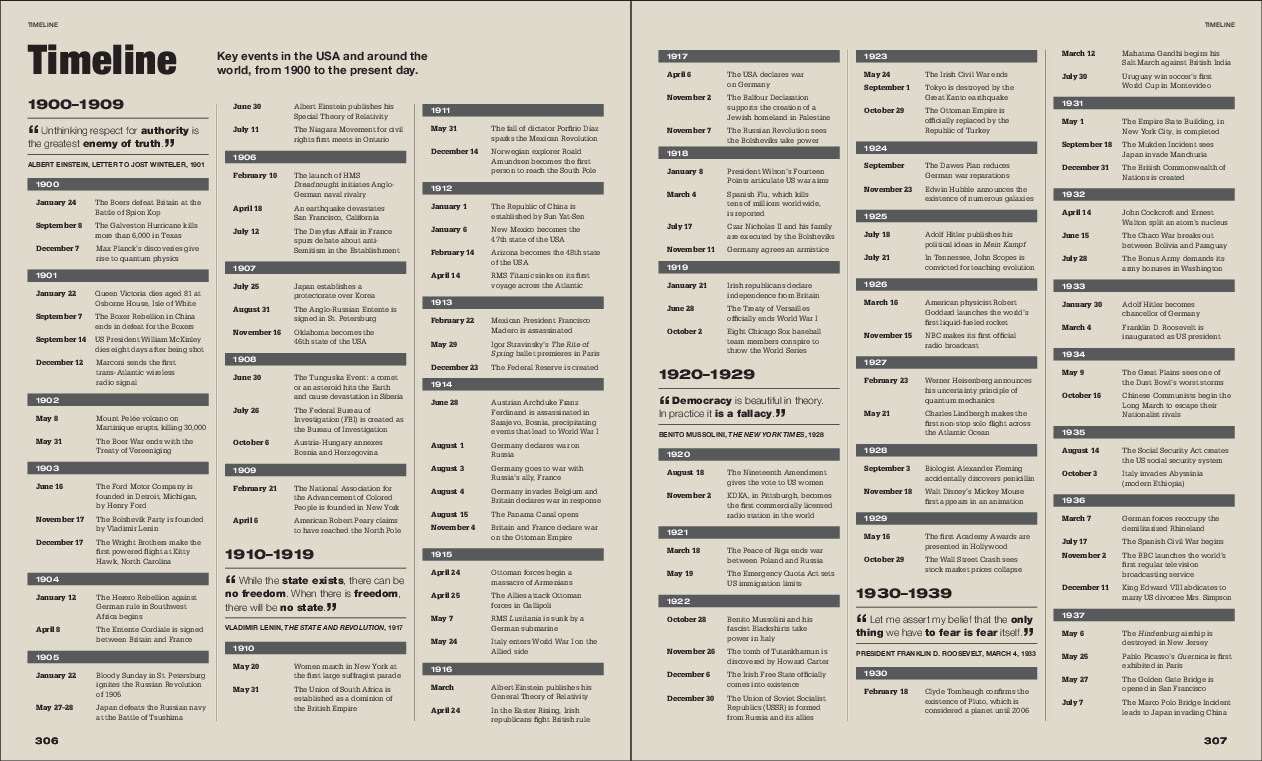 TIMELINE
Timeline
Key events in the USA and around the
world, from 1900 to the present day.
1900–1909
“ Unthinking respect for authority is
the greatest enemy of truth.”
ALBERT EINSTEIN, LETTER TO JOST WINTELER, 1901
1900
January 24 The Boers defeat Britain at the
Battle of Spion Kop
September 8 The Galveston Hurricane kills
more than 6,000 in Texas
December 7 Max Planck's discoveries give
rise to quantum physics
1901
January 22 Queen Victoria dies aged 81 at
Osborne House, Isle of White
September 7 The Boxer Rebellion in China
ends in defeat for the Boxers
September 14 US President William McKinley
dies eight days after being shot
December 12 Marconi sends the first
trans-Atlantic wireless
radio signal
1902
May 8 Mount Pelée volcano on
Martinique erupts, killing 30,000
May 31 The Boer War ends with the
Treaty of Vereeniging
1903
June 16 The Ford Motor Company is
founded in Detroit, Michigan,
by Henry Ford
November 17 The Bolshevik Party is founded
by Vladimir Lenin
December 17 The Wright Brothers make the
first powered flight at Kitty
Hawk, North Carolina
1904
January 12 The Herero Rebellion against
German rule in Southwest
Africa begins
April 8 The Entente Cordiale is signed
between Britain and France
1905
January 22 Bloody Sunday in St. Petersburg
ignites the Russian Revolution
of 1905
May 27-28 Japan defeats the Russian navy
at the Battle of Tsushima
June 30 Albert Einstein publishes his
Special Theory of Relativity
July 11 The Niagara Movement for civil
rights first meets in Ontario
1906
February 10 The launch of HMS
Dreadnought initiates Anglo-
German naval rivalry
April 18 An earthquake devastates
San Francisco, California
July 12 The Dreyfus Affair in France
spurs debate about anti-
Semitism in the Establishment
1907
July 25 Japan establishes a
protectorate over Korea
August 31 The Anglo-Russian Entente is
signed in St. Petersburg
November 16 Oklahoma becomes the
46th state of the USA
1908
June 30 The Tunguska Event: a comet
or an asteroid hits the Earth
and cause devastation in Siberia
July 26 The Federal Bureau of
Investigation (FBI) is created as
the Bureau of Investigation
October 6 Austria-Hungary annexes
Bosnia and Herzegovina
1909
February 21 The National Association for
the Advancement of Colored
People is founded in New York
April 6 American Robert Peary claims
to have reached the North Pole
1910–1919
“ While the state exists, there can be
no freedom. When there is freedom,
there will be no state.”
VLADIMIR LENIN, THE STATE AND REVOLUTION, 1917
1910
May 20 Women march in New York at
the first large suffragist parade
May 31 The Union of South Africa is
established as a dominion of
the British Empire
1911
May 31 The fall of dictator Porfirio Diaz
sparks the Mexican Revolution
December 14 Norwegian explorer Roald
Amundsen becomes the first
person to reach the South Pole
1912
January 1 The Republic of China is
established by Sun Yat-Sen
January 6 New Mexico becomes the
47th state of the USA
February 14 Arizona becomes the 48th state
of the USA
April 14 RMS Titanic sinks on its first
voyage across the Atlantic
1913
February 22 Mexican President Francisco
Madero is assassinated
May 29 Igor Stravinsky's The Rite of
Spring ballet premieres in Paris
December 23 The Federal Reserve is created
1914
June 28 Austrian Archduke Franz
Ferdinand is assassinated in
Sarajevo, Bosnia, precipitating
events that lead to World War I
August 1 Germany declares war on
Russia
August 3 Germany goes to war with
Russia's ally, France
August 4 Germany invades Belgium and
Britain declares war in response
August 15 The Panama Canal opens
November 4 Britain and France declare war
on the Ottoman Empire
1915
April 24 Ottoman forces begin a
massacre of Armenians
April 25 The Allies attack Ottoman
forces in Gallipoli
May 7 RMS Lusitania is sunk by a
German submarine
May 24 Italy enters World War I on the
Allied side
1916
March Albert Einstein publishes his
General Theory of Relativity
April 24 In the Easter Rising, Irish
republicans fight British rule
306
TIMELINE
1917
April 6 The USA declares war
on Germany
November 2 The Balfour Declaration
supports the creation of a
Jewish homeland in Palestine
November 7 The Russian Revolution sees
the Bolsheviks take power
1918
January 8 President Wilson's Fourteen
Points articulate US war aims
March 4 Spanish Flu, which kills
tens of millions worldwide,
is reported
July 17 Czar Nicholas II and his family
are executed by the Bolsheviks
November 11 Germany agrees an armistice
1919
January 21 Irish republicans declare
independence from Britain
June 28 The Treaty of Versailles
officially ends World War I
October 2 Eight Chicago Sox baseball
team members conspire to
throw the World Series
1920–1929
“ Democracy is beautiful in theory.
In practice it is a fallacy.”
BENITO MUSSOLINI, THE NEW YORK TIMES, 1928
1920
August 18 The Nineteenth Amendment
gives the vote to US women
November 2 KDKA, in Pittsburgh, becomes
the first commercially licensed
radio station in the world
1921
March 18 The Peace of Riga ends war
between Poland and Russia
May 19 The Emergency Quota Act sets
US immigration limits
1922
October 28 Benito Mussolini and his
fascist Blackshirts take
power in Italy
November 26 The tomb of Tutankhamun is
discovered by Howard Carter
December 6 The Irish Free State officially
comes into existence
December 30 The Union of Soviet Socialist
Republics (USSR) is formed
from Russia and its allies
1923
May 24 The Irish Civil War ends
September 1 Tokyo is destroyed by the
Great Kanto earthquake
October 29 The Ottoman Empire is
officially replaced by the
Republic of Turkey
1924
September The Dawes Plan reduces
German war reparations
November 23 Edwin Hubble announces the
existence of numerous galaxies
1925
July 18 Adolf Hitler publishes his
political ideas in Mein Kampf
July 21 In Tennessee, John Scopes is
convicted for teaching evolution
1926
March 16 American physicist Robert
Goddard launches the world's
first liquid-fueled rocket
November 15 NBC makes its first official
radio broadcast
1927
February 23 Werner Heisenberg announces
his uncertainty principle of
quantum mechanics
May 21 Charles Lindbergh makes the
first non-stop solo flight across
the Atlantic Ocean
1928
September 3 Biologist Alexander Fleming
accidentally discovers penicillin
November 18 Walt Disney's Mickey Mouse
first appears in an animation
1929
May 16 The first Academy Awards are
presented in Hollywood
October 29 The Wall Street Crash sees
stock market prices collapse
1930–1939
“ Let me assert my belief that the only
thing we have to fear is fear itself.”
PRESIDENT FRANKLIN D. ROOSEVELT, MARCH 4, 1933
1930
February 18 Clyde Tombaugh confirms the
existence of Pluto, which is
considered a planet until 2006
March 12 Mahatma Gandhi begins his
Salt March against British India
July 30 Uruguay win soccer's first
World Cup in Montevideo
1931
May 1 The Empire State Building, in
New York City, is completed
September 18 The Mukden Incident sees
Japan invade Manchuria
December 31 The British Commonwealth of
Nations is created
1932
April 14 John Cockcroft and Ernest
Walton split an atom's nucleus
June 15 The Chaco War breaks out
between Bolivia and Paraguay
July 28 The Bonus Army demands its
army bonuses in Washington
1933
January 30 Adolf Hitler becomes
chancellor of Germany
March 4 Franklin D. Roosevelt is
inaugurated as US president
1934
May 9 The Great Plains sees one of
the Dust Bowl's worst storms
October 16 Chinese Communists begin the
Long March to escape their
Nationalist rivals
1935
August 14 The Social Security Act creates
the US social security system
October 3 Italy invades Abyssinia
(modern Ethiopia)
1936
March 7 German forces reoccupy the
demilitarized Rhineland
July 17 The Spanish Civil War begins
November 2 The BBC launches the world's
first regular television
broadcasting service
December 11 King Edward VIII abdicates to
marry US divorcee Mrs. Simpson
1937
May 6 The Hindenburg airship is
destroyed in New Jersey
May 25 Pablo Picasso's Guernica is first
exhibited in Paris
May 27 The Golden Gate Bridge is
opened in San Francisco
July 7 The Marco Polo Bridge Incident
leads to Japan invading China
307